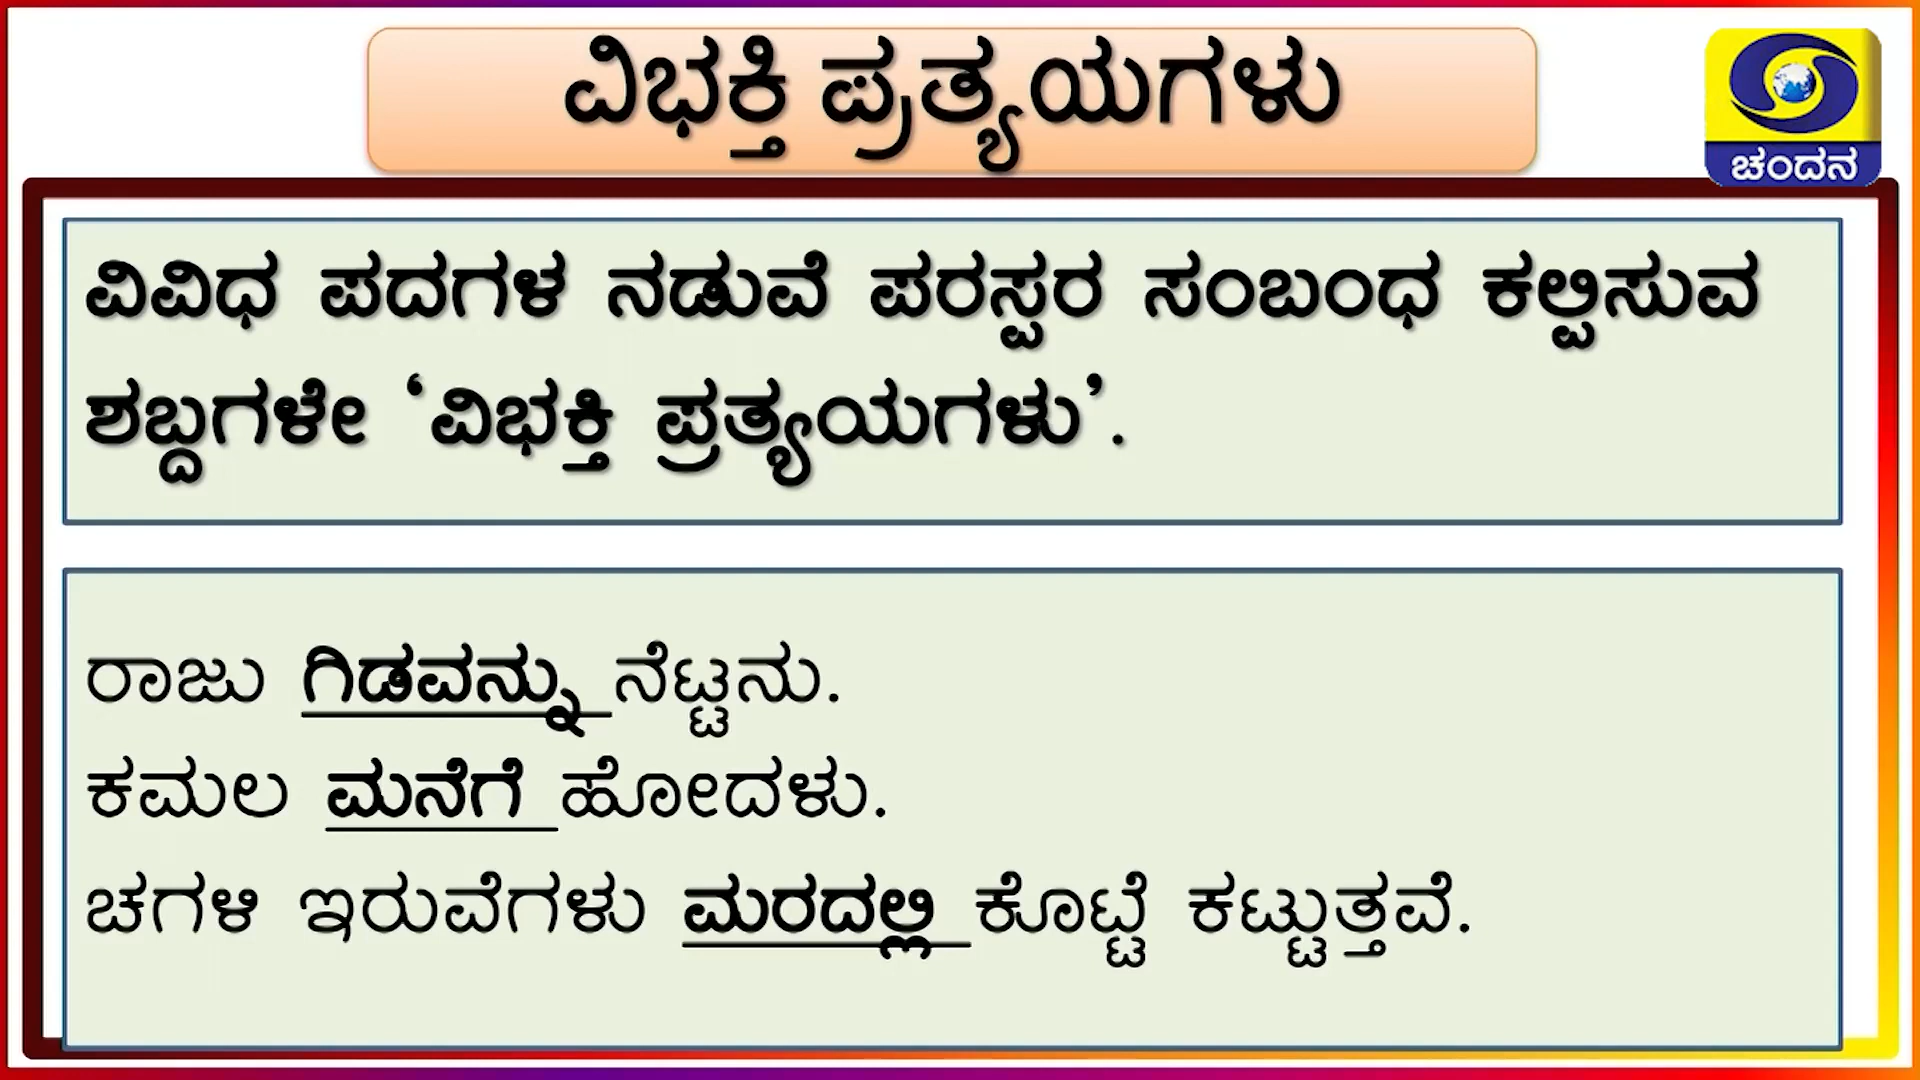 ವಿಭಕ್ತಿ ಪ್ರತ್ಯಯಗಳು
ಚಂದನ
ವಿವಿಧ ಪದಗಳ ನಡುವೆ ಪರಸ್ಪರ ಸಂಬಂಧ ಕಲ್ಪಿಸುವ
ಶಬ್ದಗಳೇ ‘ವಿಭಕ್ತಿ ಪ್ರತ್ಯಯಗಳು’.
ರಾಜು ಗಿಡವನ್ನು ನೆಟ್ಟನು.
ಕಮಲ ಮನೆಗೆ ಹೋದಳು.
ಚಗಳಿ ಇರುವೆಗಳು ಮರದಲ್ಲಿ ಕೊಟ್ಟೆ ಕಟ್ಟುತ್ತವೆ.